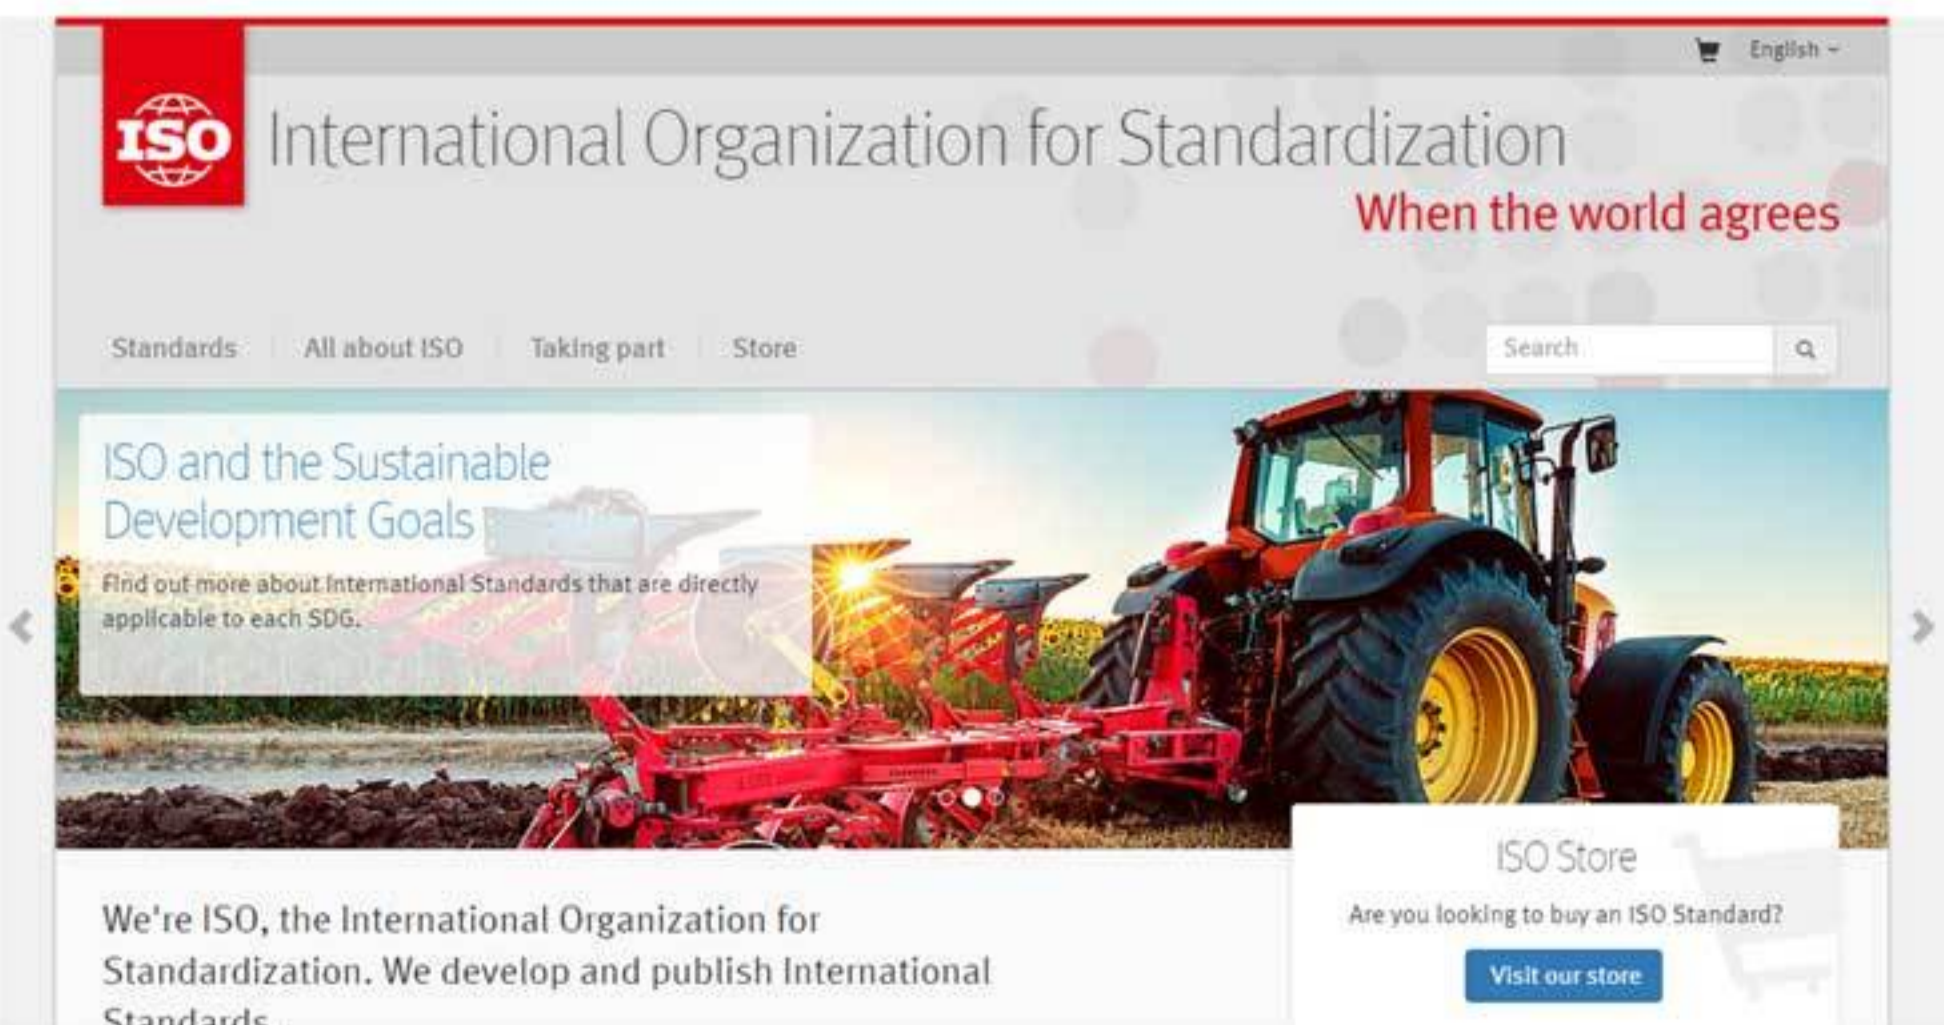 English
ISO
International Organization for Standardization
When the world agrees
Standards
All about ISO
Taking part
Store
Search
ISO and the Sustainable
Development Goals
Find out more about International Standards that are directly
applicable to each SDG.
ISO Store
Are you looking to buy an ISO Standard?
Visit our store
We're ISO, the International Organization for
Standardization. We develop and publish International
Standards.